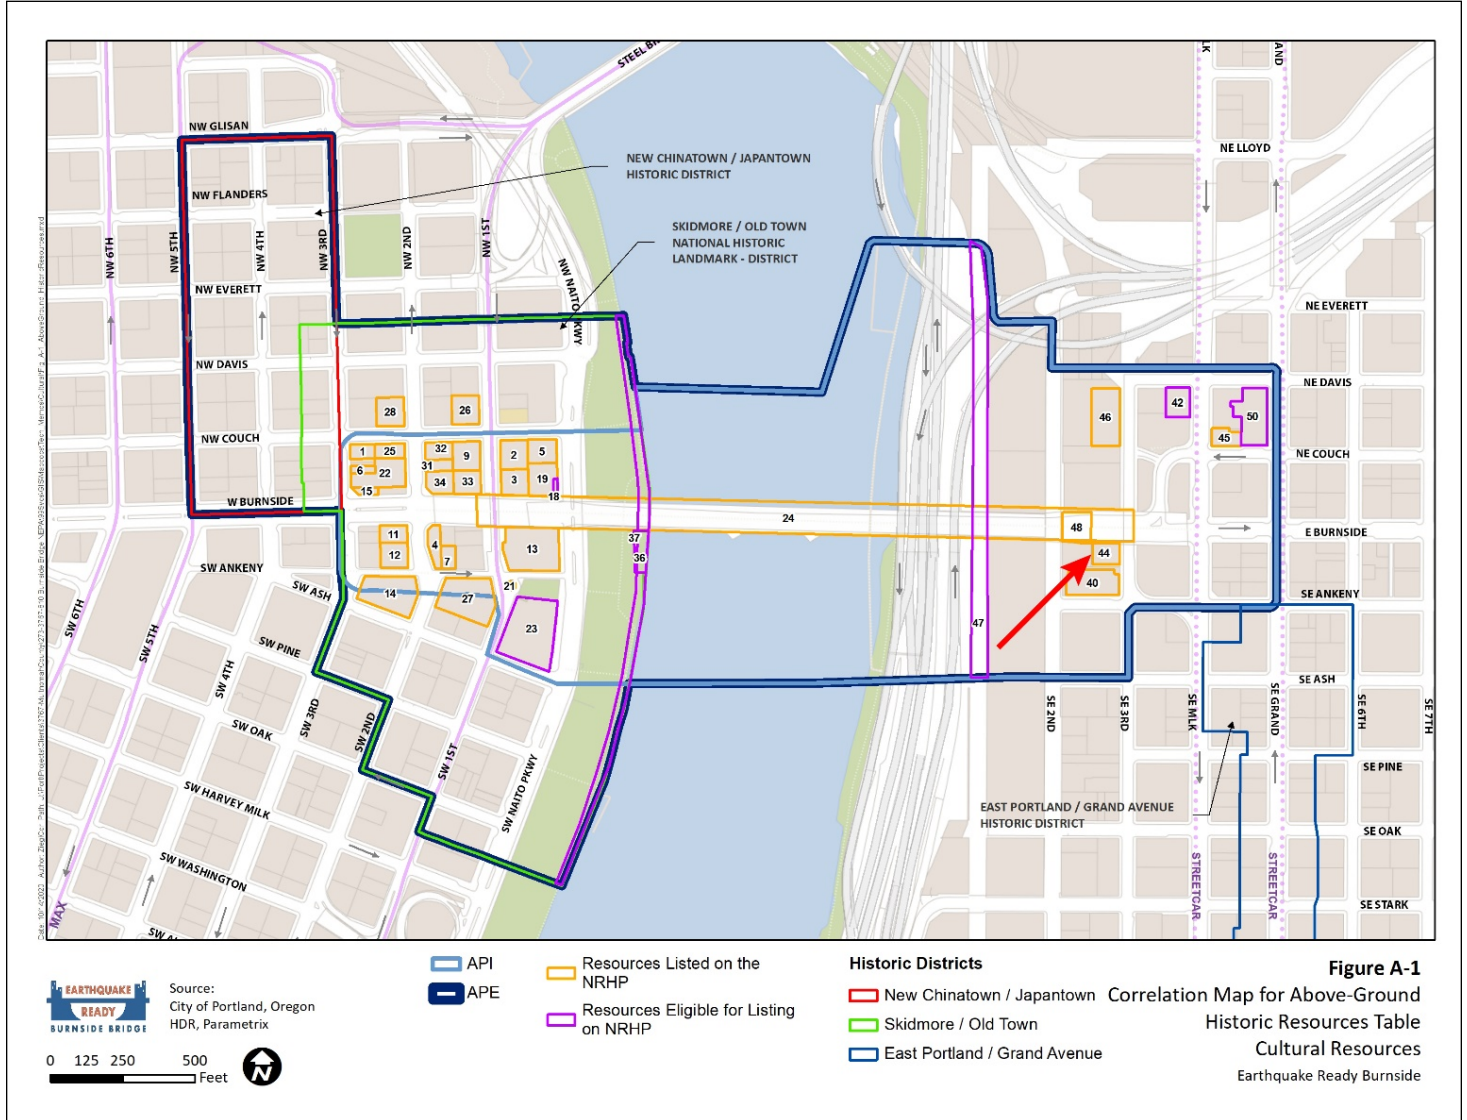 STEEL BR
LK
AND
NW GLISAN
NE LLOYD
NEW CHINATOWN / JAPANTOWN
HISTORIC DISTRICT
NW FLANDERS
SKIDMORE / OLD TOWN
NATIONAL HISTORIC
LANDMARK - DISTRICT
NW 6TH
NW 5TH
NW 4TH
NW 3RD
NW 2ND
NW 1ST
NW NAITO PKWY
NW EVERETT
NE EVERETT
NW DAVIS
NE DAVIS
28
26
46
42
50
45
NW COUCH
NE COUCH
1
25
32
9
2
5
6
22
31
15
34
33
3
19
18
W BURNSIDE
24
48
E BURNSIDE
11
4
13
37
44
12
7
36
40
SW ANKENY
SE ANKENY
SW ASH
14
27
21
23
47
SW 6TH
SW 5TH
SW 4TH
SW 3RD
SW 2ND
SW 1ST
SW PINE
SE ASH
SE 2ND
SE 3RD
SE MLK
SE GRAND
SE 6TH
SE 7TH
SW OAK
SW NAITO PKWY
SE PINE
SW HARVEY MILK
EAST PORTLAND / GRAND AVENUE
HISTORIC DISTRICT
SE OAK
SW WASHINGTON
STREETCAR
STREETCAR
SE STARK
MAX
SW A
EARTHQUAKE
READY
BURNSIDE BRIDGE
Source:
City of Portland, Oregon
HDR, Parametrix
0 125 250 500
Feet
N
API
APE
Resources Listed on the
NRHP
Resources Eligible for Listing
on NRHP
Historic Districts
New Chinatown / Japantown
Skidmore / Old Town
East Portland / Grand Avenue
Figure A-1
Correlation Map for Above-Ground
Historic Resources Table
Cultural Resources
Earthquake Ready Burnside